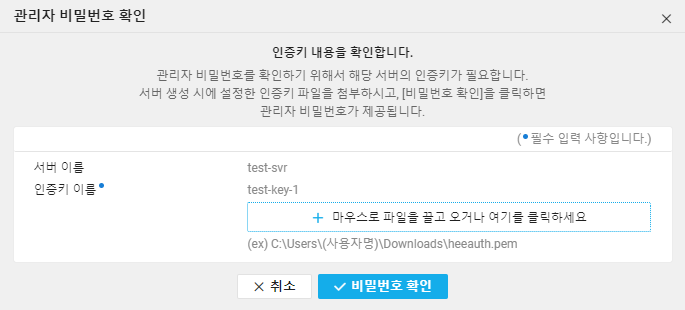 관리자 비밀번호 확인
인증키 내용을 확인합니다.
관리자 비밀번호를 확인하기 위해서 해당 서버의 인증키가 필요합니다.
서버 생성 시에 설정한 인증키 파일을 첨부하시고, [비밀번호 확인]을 클릭하면
관리자 비밀번호가 제공됩니다.
(• 필수 입력 사항입니다.)
서버 이름 test-svr
인증키 이름• test-key-1
+ 마우스로 파일을 끌고 오거나 여기를 클릭하세요
(ex) C:\Users\(사용자명)\Downloads\heeauth.pem
취소 비밀번호 확인